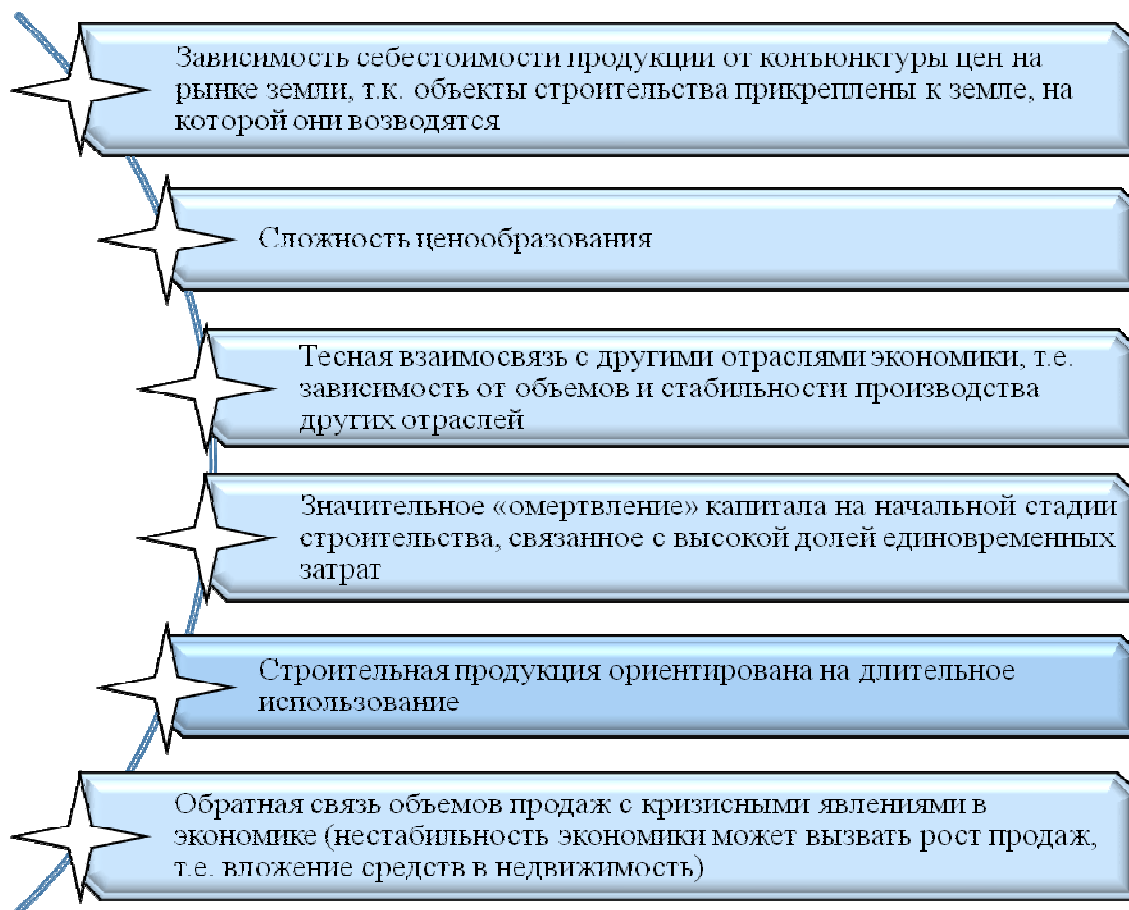 Зависимость себестоимости продукции от конъюнктуры цен на
рынке земли, т.к. объекты строительства прикреплены к земле, на
которой они возводятся
Сложность ценообразования
Тесная взаимосвязь с другими отраслями экономики, т.е.
зависимость от объемов и стабильности производства
других отраслей
Значительное «омертвление» капитала на начальной стадии
строительства, связанное с высокой долей единовременных
затрат
Строительная продукция ориентирована на длительное
использование
Обратная связь объемов продаж с кризисными явлениями в
экономике (нестабильность экономики может вызвать рост продаж,
т.е. вложение средств в недвижимость)